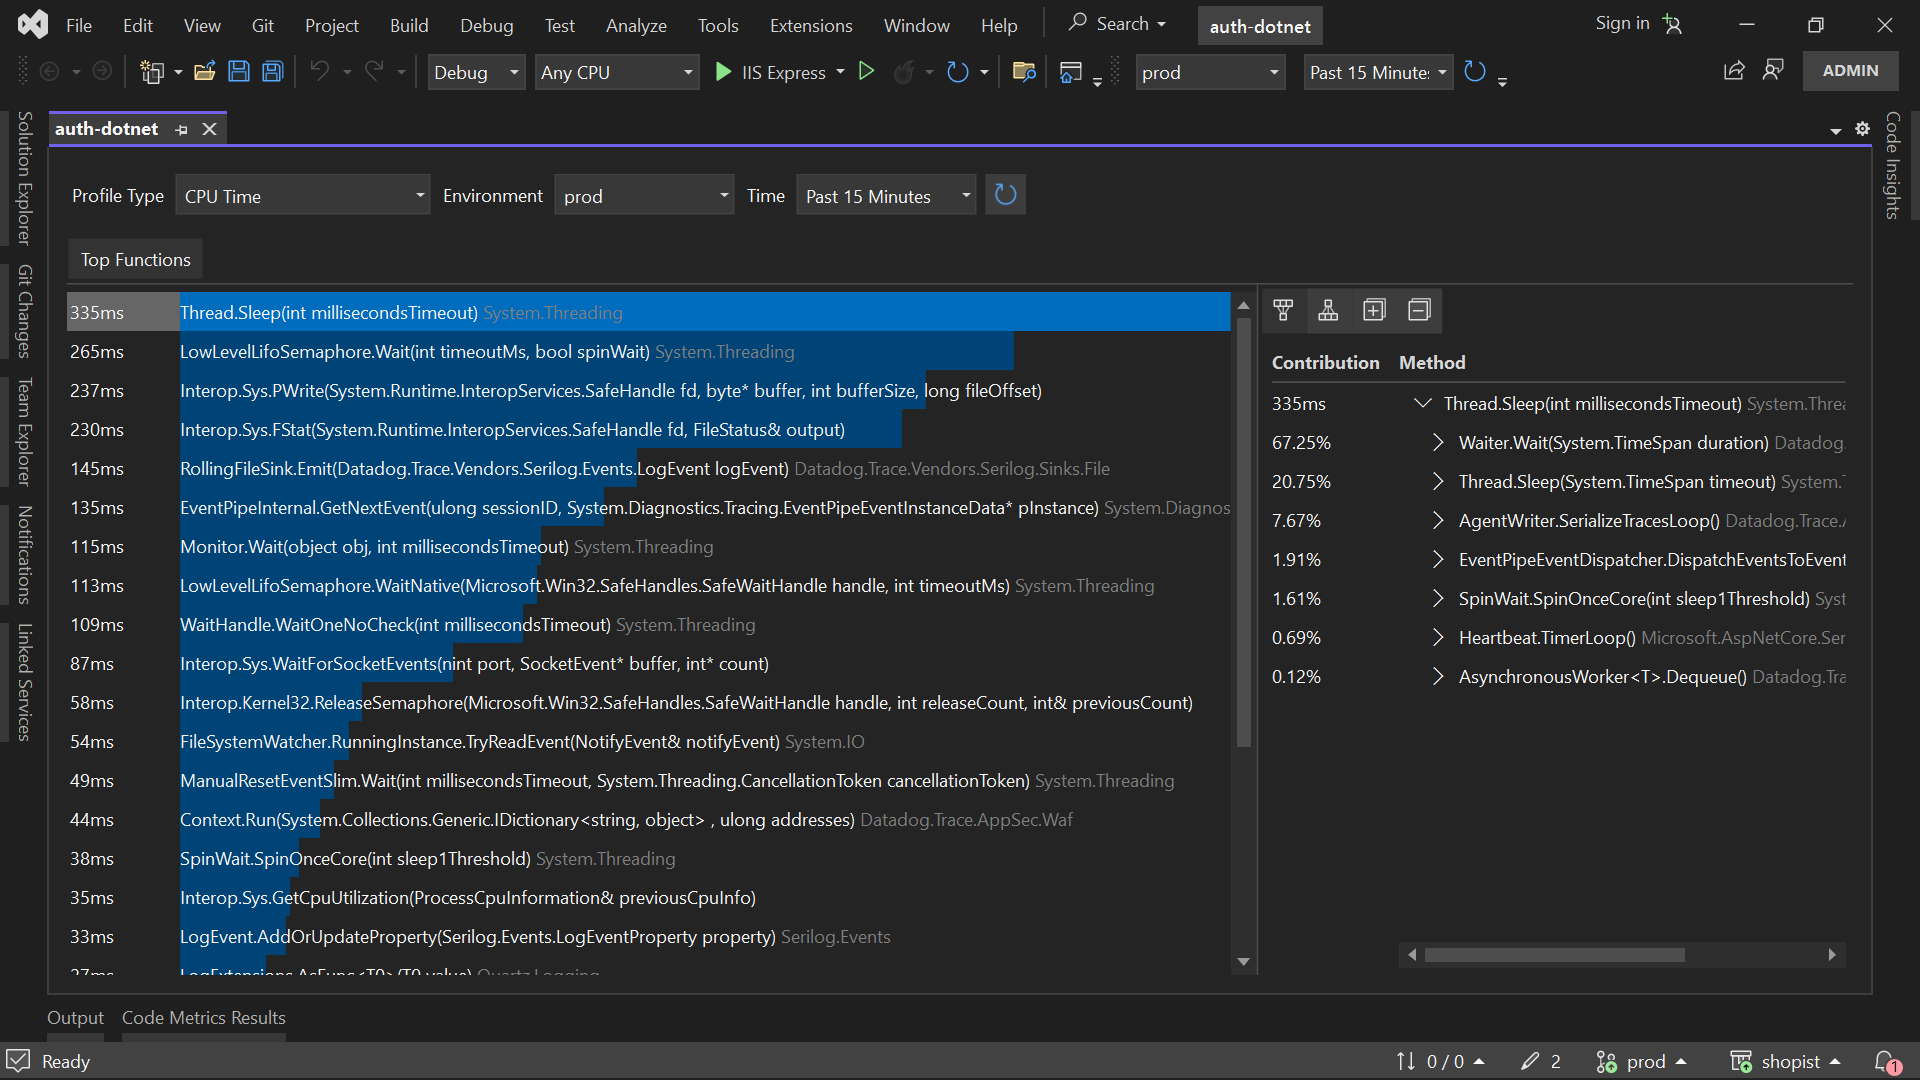 File Edit View Git Project Build Debug Test Analyze Tools Extensions Window Help Search auth-dotnet Sign in
Debug Any CPU IIS Express prod Past 15 Minute ADMIN
auth-dotnet
Solution Explorer
Git Changes
Team Explorer
Notifications
Linked Services
Code Insights
Profile Type CPU Time Environment prod Time Past 15 Minutes
Top Functions
335ms Thread.Sleep(int millisecondsTimeout) System.Threading
265ms LowLevelLifoSemaphore.Wait(int timeoutMs, bool spinWait) System.Threading
237ms Interop.Sys.PWrite(System.Runtime.InteropServices.SafeHandle fd, byte* buffer, int bufferSize, long fileOffset)
230ms Interop.Sys.FStat(System.Runtime.InteropServices.SafeHandle fd, FileStatus& output)
145ms RollingFileSink.Emit(Datadog.Trace.Vendors.Serilog.Events.LogEvent logEvent) Datadog.Trace.Vendors.Serilog.Sinks.File
135ms EventPipeInternal.GetNextEvent(ulong sessionID, System.Diagnostics.Tracing.EventPipeEventInstanceData* pInstance) System.Diagnos
115ms Monitor.Wait(object obj, int millisecondsTimeout) System.Threading
113ms LowLevelLifoSemaphore.WaitNative(Microsoft.Win32.SafeHandles.SafeWaitHandle handle, int timeoutMs) System.Threading
109ms WaitHandle.WaitOneNoCheck(int millisecondsTimeout) System.Threading
87ms Interop.Sys.WaitForSocketEvents(nint port, SocketEvent* buffer, int* count)
58ms Interop.Kernel32.ReleaseSemaphore(Microsoft.Win32.SafeHandles.SafeWaitHandle handle, int releaseCount, int& previousCount)
54ms FileSystemWatcher.RunningInstance.TryReadEvent(NotifyEvent& notifyEvent) System.IO
49ms ManualResetEventSlim.Wait(int millisecondsTimeout, System.Threading.CancellationToken cancellationToken) System.Threading
44ms Context.Run(System.Collections.Generic.IDictionary<string, object> , ulong addresses) Datadog.Trace.AppSec.Waf
38ms SpinWait.SpinOnceCore(int sleep1Threshold) System.Threading
35ms Interop.Sys.GetCpuUtilization(ProcessCpuInformation& previousCpuInfo)
33ms LogEvent.AddOrUpdateProperty(Serilog.Events.LogEventProperty property) Serilog.Events
27ms LogExtensions.AsFunc<T0>(T0 value) Quartz.Logging
Contribution Method
335ms Thread.Sleep(int millisecondsTimeout) System.Threa
67.25% Waiter.Wait(System.TimeSpan duration) Datadog.
20.75% Thread.Sleep(System.TimeSpan timeout) System.
7.67% AgentWriter.SerializeTracesLoop() Datadog.Trace.
1.91% EventPipeEventDispatcher.DispatchEventsToEvent
1.61% SpinWait.SpinOnceCore(int sleep1Threshold) Syst
0.69% Heartbeat.TimerLoop() Microsoft.AspNetCore.Ser
0.12% AsynchronousWorker<T>.Dequeue() Datadog.Tra
Output Code Metrics Results
Ready 0 / 0 2 prod shopist 1